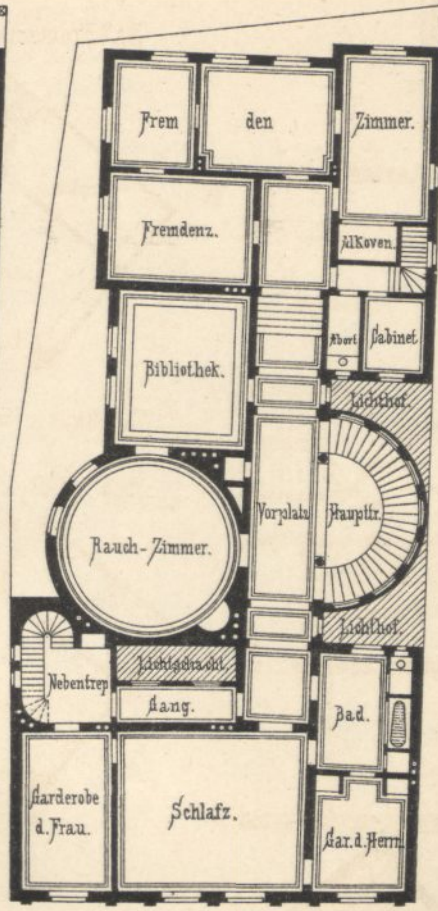 Frem
den
Zimmer.
Fremdenz.
Alkoven.
Abort
Cabinet
Bibliothek.
Lichthof.
Vorplatz
Haupttr.
Rauch-Zimmer.
Lichthof.
Nebentrep
Lichtschacht.
Gang.
Bad.
Garderobe
d. Frau.
Schlafz.
Gar. d. Herrn